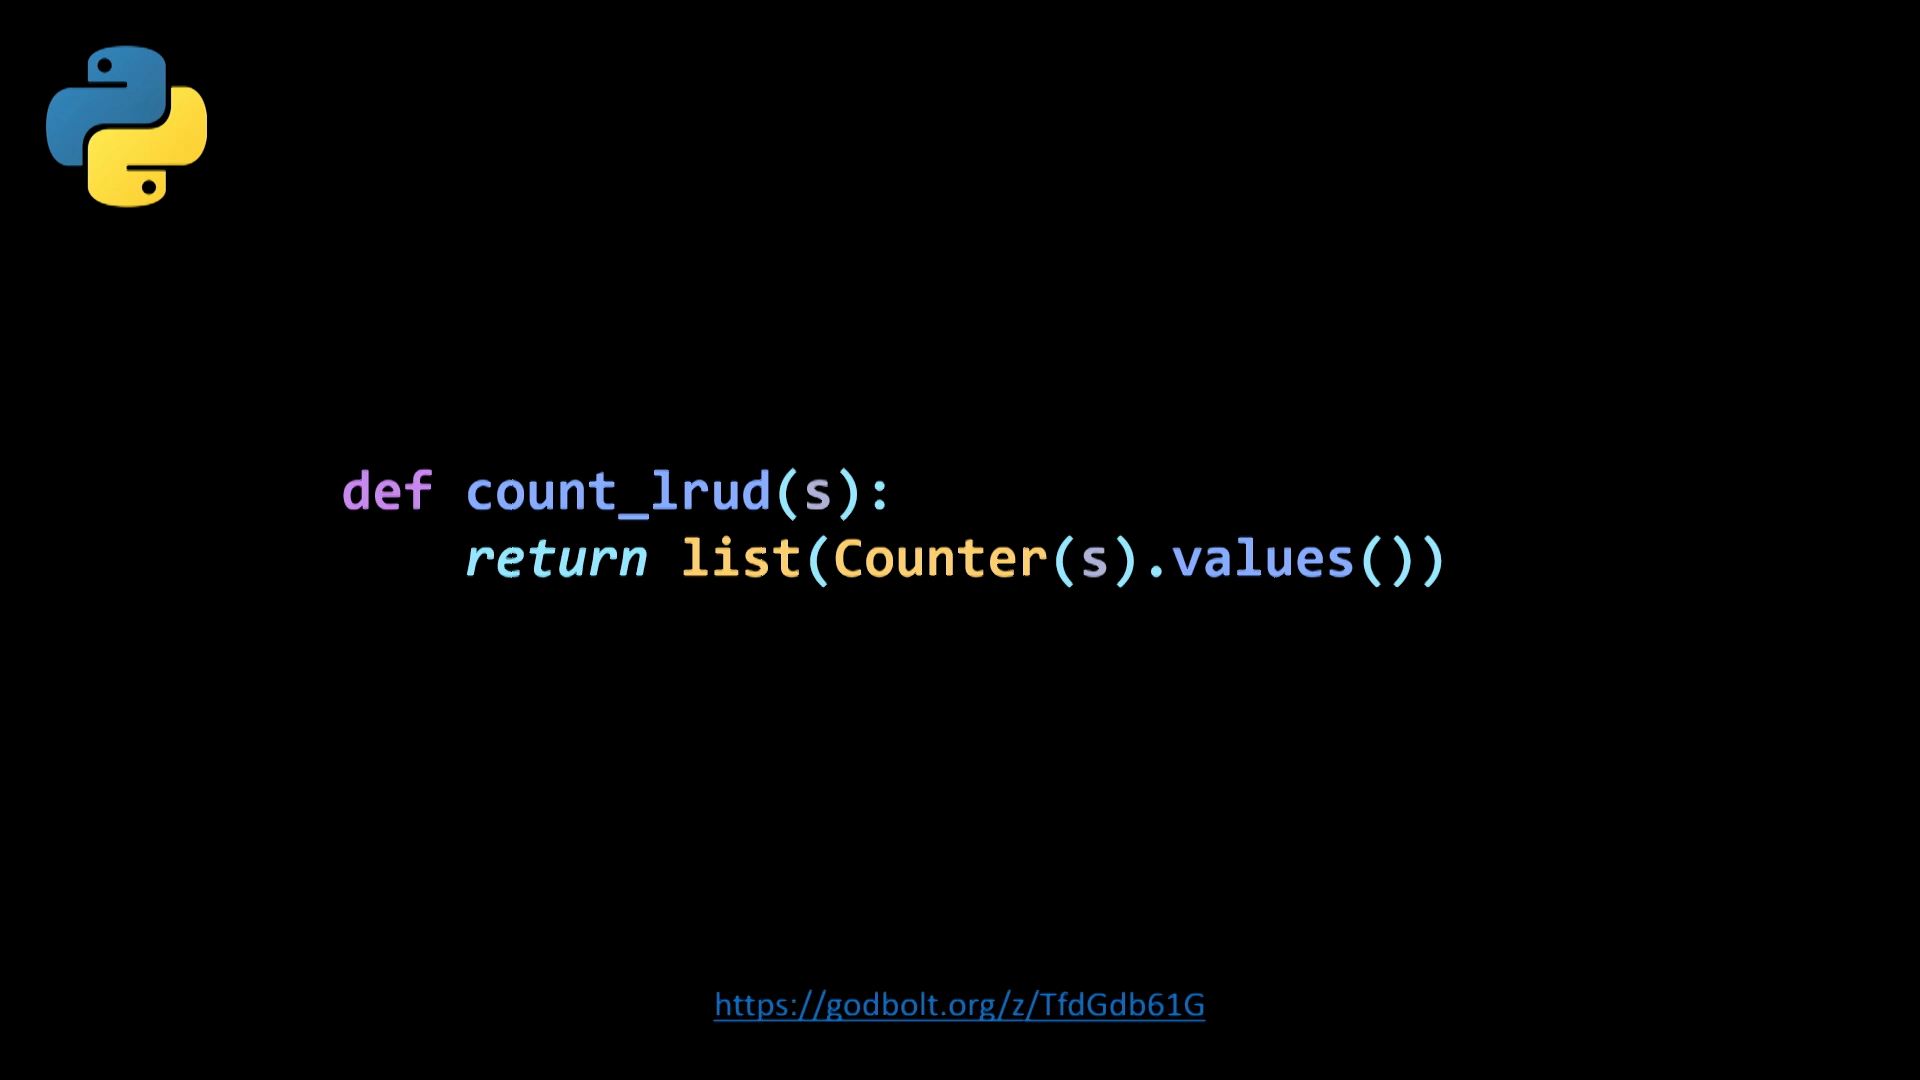 def count_lrud(s):
    return list(Counter(s).values())
https://godbolt.org/z/TfdGdb61G